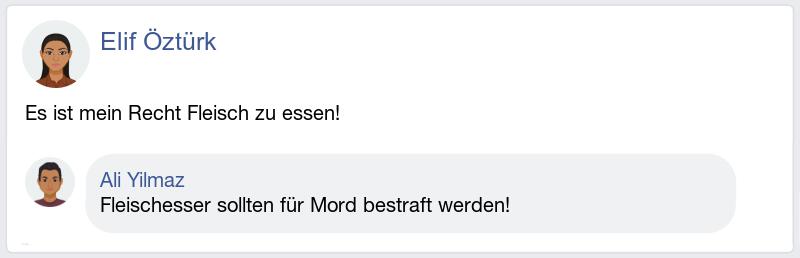 Elif Öztürk
Es ist mein Recht Fleisch zu essen!
Ali Yilmaz
Fleischesser sollten für Mord bestraft werden!